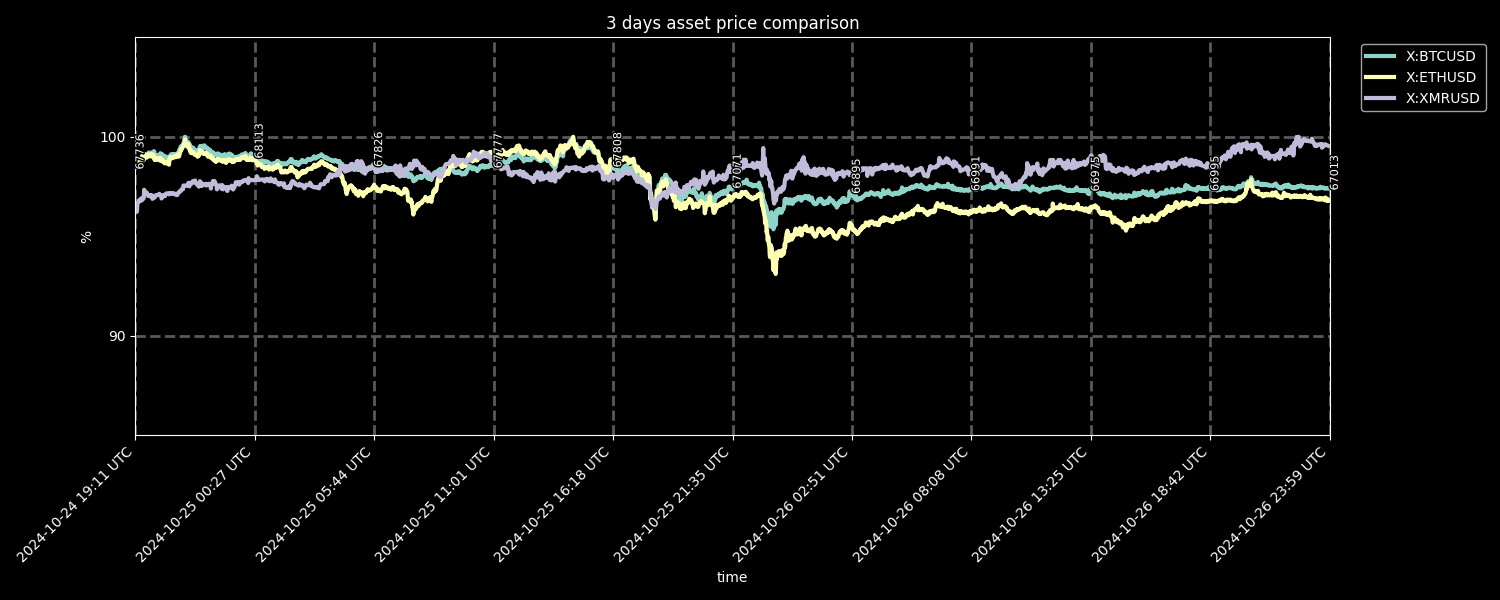 3 days asset price comparison
X:BTCUSD
X:ETHUSD
X:XMRUSD
100
90
%
67736
68113
67826
67777
67808
67071
66895
66991
66975
66995
67013
2024-10-24 19:11 UTC
2024-10-25 00:27 UTC
2024-10-25 05:44 UTC
2024-10-25 11:01 UTC
2024-10-25 16:18 UTC
2024-10-25 21:35 UTC
2024-10-26 02:51 UTC
2024-10-26 08:08 UTC
2024-10-26 13:25 UTC
2024-10-26 18:42 UTC
2024-10-26 23:59 UTC
time